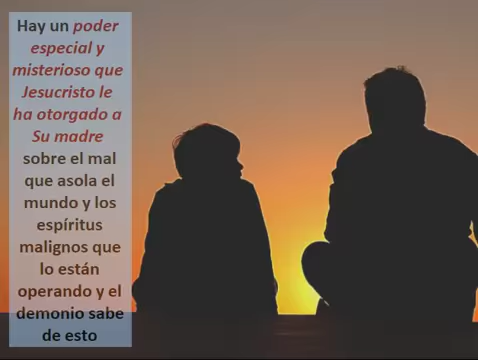 Hay un poder
especial y
misterioso que
Jesucristo le
ha otorgado a
Su madre
sobre el mal
que asola el
mundo y los
espíritus
malignos que
lo están
operando y el
demonio sabe
de esto